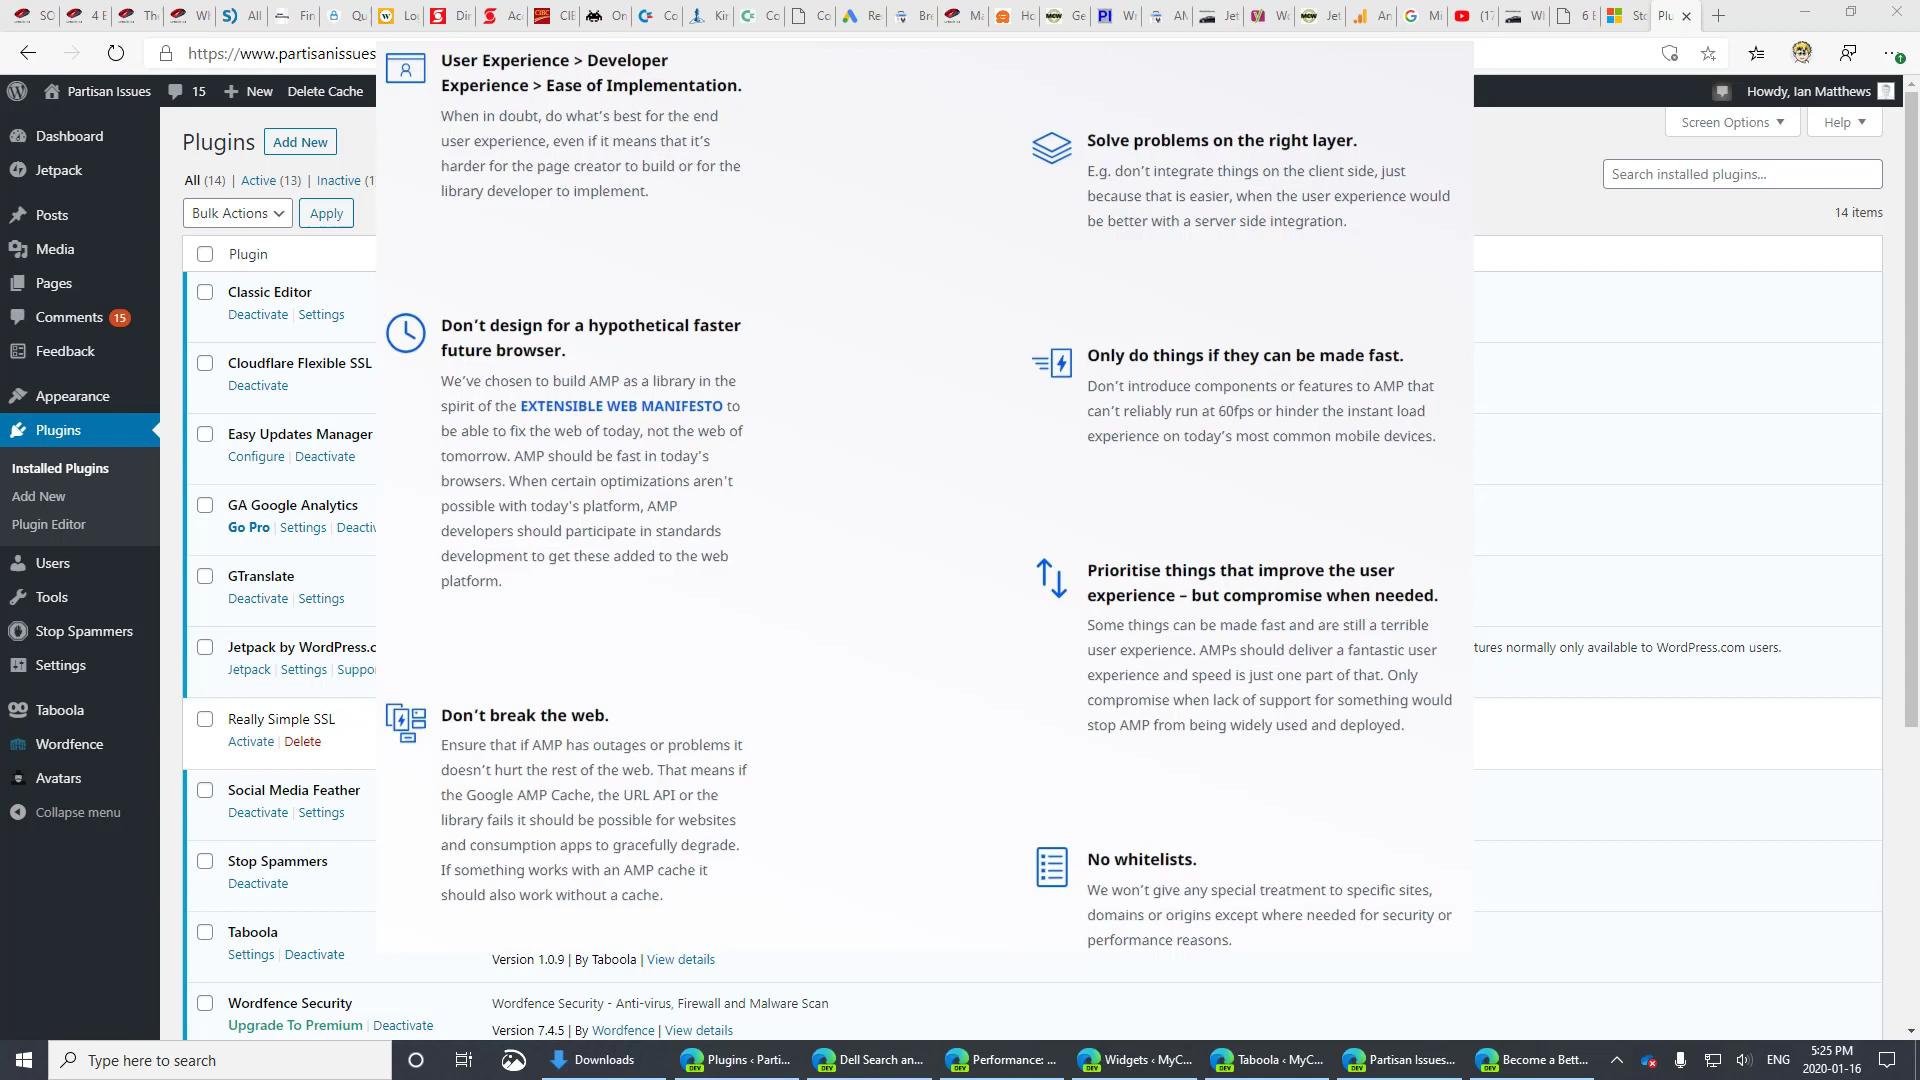 https://www.partisanissues
Partisan Issues
15
New
Delete Cache
Howdy, Ian Matthews
Dashboard
Jetpack
Posts
Media
Pages
Comments 15
Feedback
Appearance
Plugins
Installed Plugins
Add New
Plugin Editor
Users
Tools
Stop Spammers
Settings
Taboola
Wordfence
Avatars
Collapse menu
Screen Options
Help
Plugins
Add New
All (14) | Active (13) | Inactive (1
Search installed plugins...
Bulk Actions
Apply
14 items
Plugin
Classic Editor
Deactivate | Settings
Cloudflare Flexible SSL
Deactivate
Easy Updates Manager
Configure | Deactivate
GA Google Analytics
Go Pro | Settings | Deactiv
GTranslate
Deactivate | Settings
Jetpack by WordPress.c
Jetpack | Settings | Suppo
tures normally only available to WordPress.com users.
Really Simple SSL
Activate | Delete
Social Media Feather
Deactivate | Settings
Stop Spammers
Deactivate
Taboola
Settings | Deactivate
Version 1.0.9 | By Taboola | View details
Wordfence Security
Upgrade To Premium | Deactivate
Wordfence Security - Anti-virus, Firewall and Malware Scan
Version 7.4.5 | By Wordfence | View details
User Experience > Developer
Experience > Ease of Implementation.
When in doubt, do what's best for the end
user experience, even if it means that it's
harder for the page creator to build or for the
library developer to implement.
Don't design for a hypothetical faster
future browser.
We've chosen to build AMP as a library in the
spirit of the EXTENSIBLE WEB MANIFESTO to
be able to fix the web of today, not the web of
tomorrow. AMP should be fast in today's
browsers. When certain optimizations aren't
possible with today's platform, AMP
developers should participate in standards
development to get these added to the web
platform.
Don't break the web.
Ensure that if AMP has outages or problems it
doesn't hurt the rest of the web. That means if
the Google AMP Cache, the URL API or the
library fails it should be possible for websites
and consumption apps to gracefully degrade.
If something works with an AMP cache it
should also work without a cache.
Solve problems on the right layer.
E.g. don't integrate things on the client side, just
because that is easier, when the user experience would
be better with a server side integration.
Only do things if they can be made fast.
Don't introduce components or features to AMP that
can't reliably run at 60fps or hinder the instant load
experience on today's most common mobile devices.
Prioritise things that improve the user
experience – but compromise when needed.
Some things can be made fast and are still a terrible
user experience. AMPs should deliver a fantastic user
experience and speed is just one part of that. Only
compromise when lack of support for something would
stop AMP from being widely used and deployed.
No whitelists.
We won't give any special treatment to specific sites,
domains or origins except where needed for security or
performance reasons.
Type here to search
Downloads
Plugins ‹ Parti...
Dell Search an...
Performance: ...
Widgets ‹ MyC...
Taboola ‹ MyC...
Partisan Issues...
Become a Bett...
ENG
5:25 PM
2020-01-16